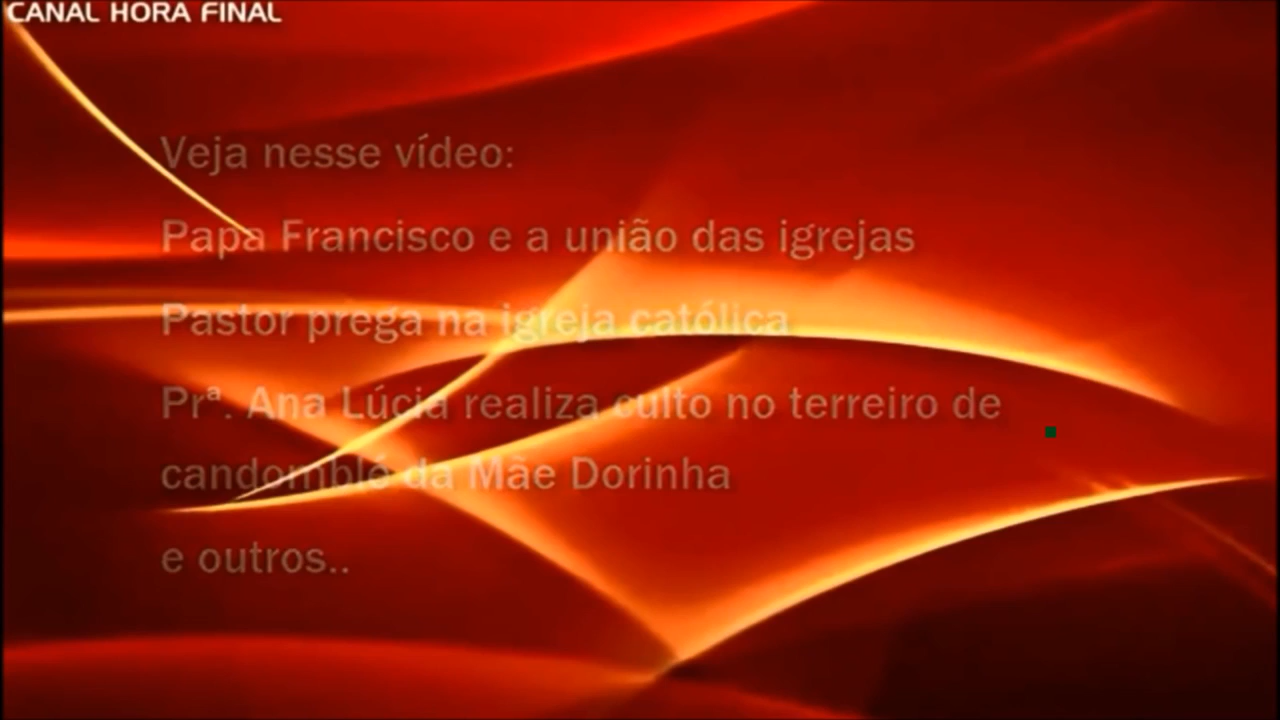 CANAL HORA FINAL
Veja nesse vídeo:
Papa Francisco e a união das igrejas
Pastor prega na igreja católica
Prª. Ana Lúcia realiza culto no terreiro de
candomblé da Mãe Dorinha
e outros..